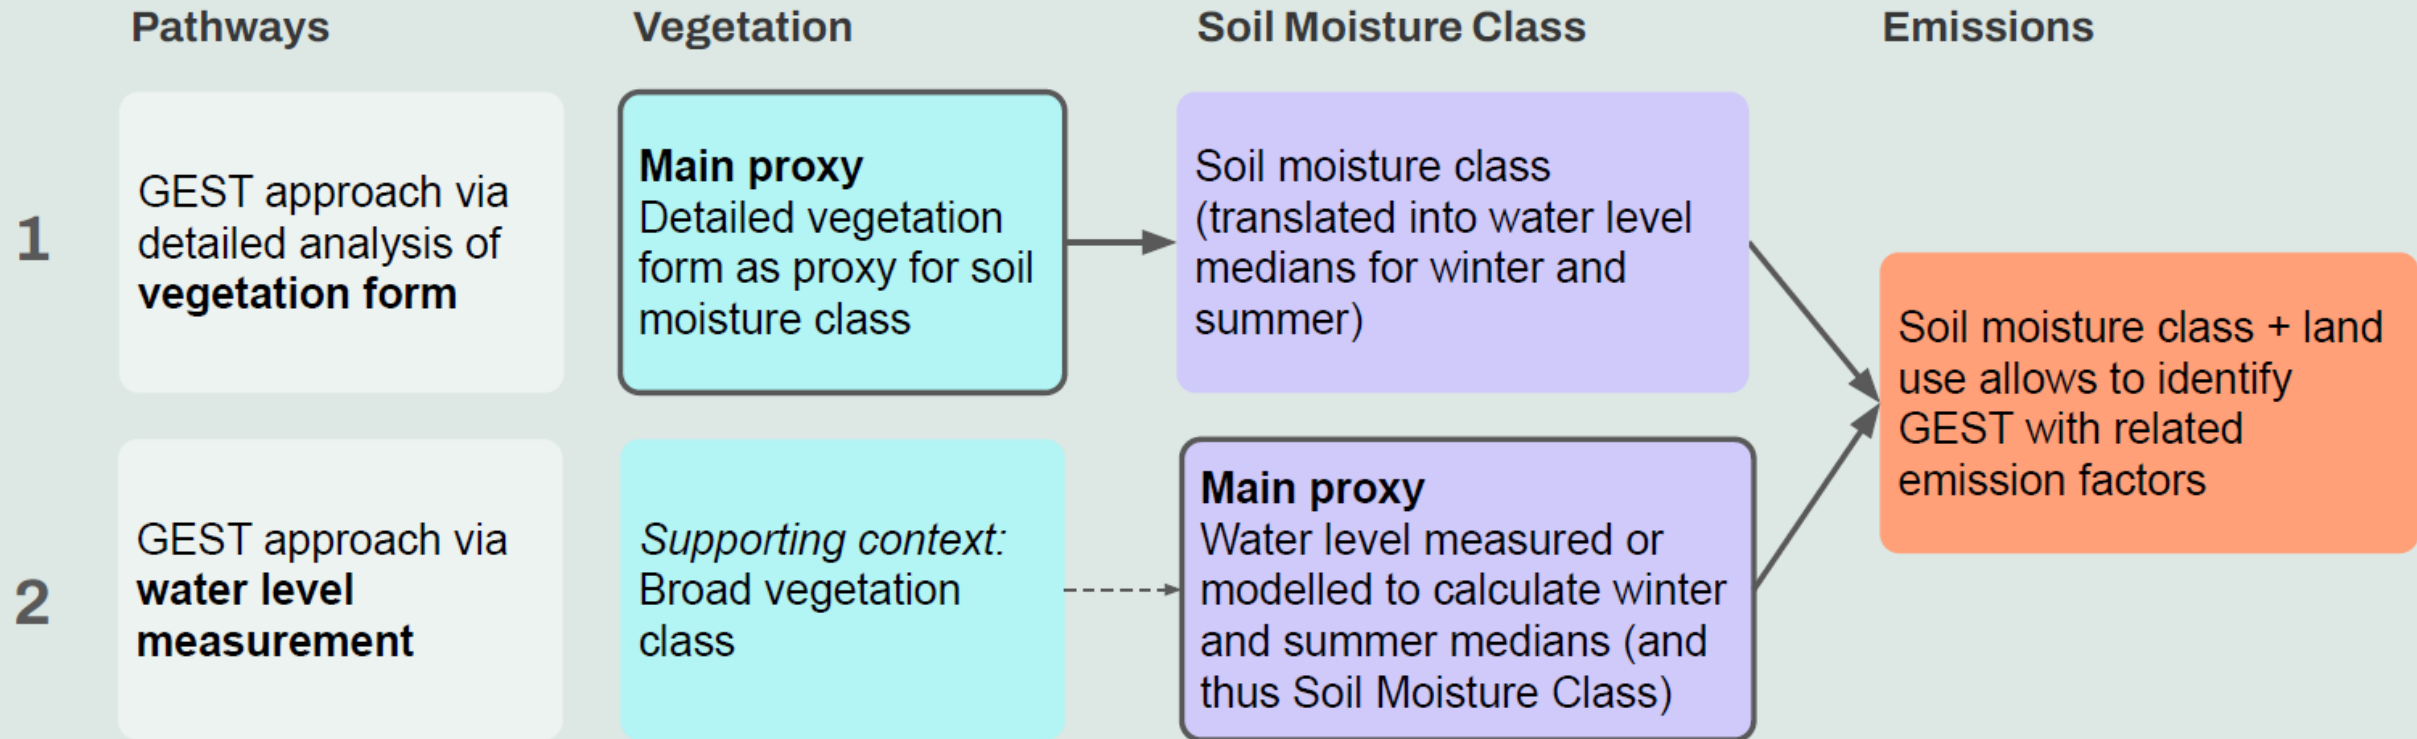 Pathways
Vegetation
Soil Moisture Class
Emissions
1
GEST approach via
detailed analysis of
vegetation form
Main proxy
Detailed vegetation
form as proxy for soil
moisture class
Soil moisture class
(translated into water level
medians for winter and
summer)
Soil moisture class + land
use allows to identify
GEST with related
emission factors
2
GEST approach via
water level
measurement
Supporting context:
Broad vegetation
class
Main proxy
Water level measured or
modelled to calculate winter
and summer medians (and
thus Soil Moisture Class)